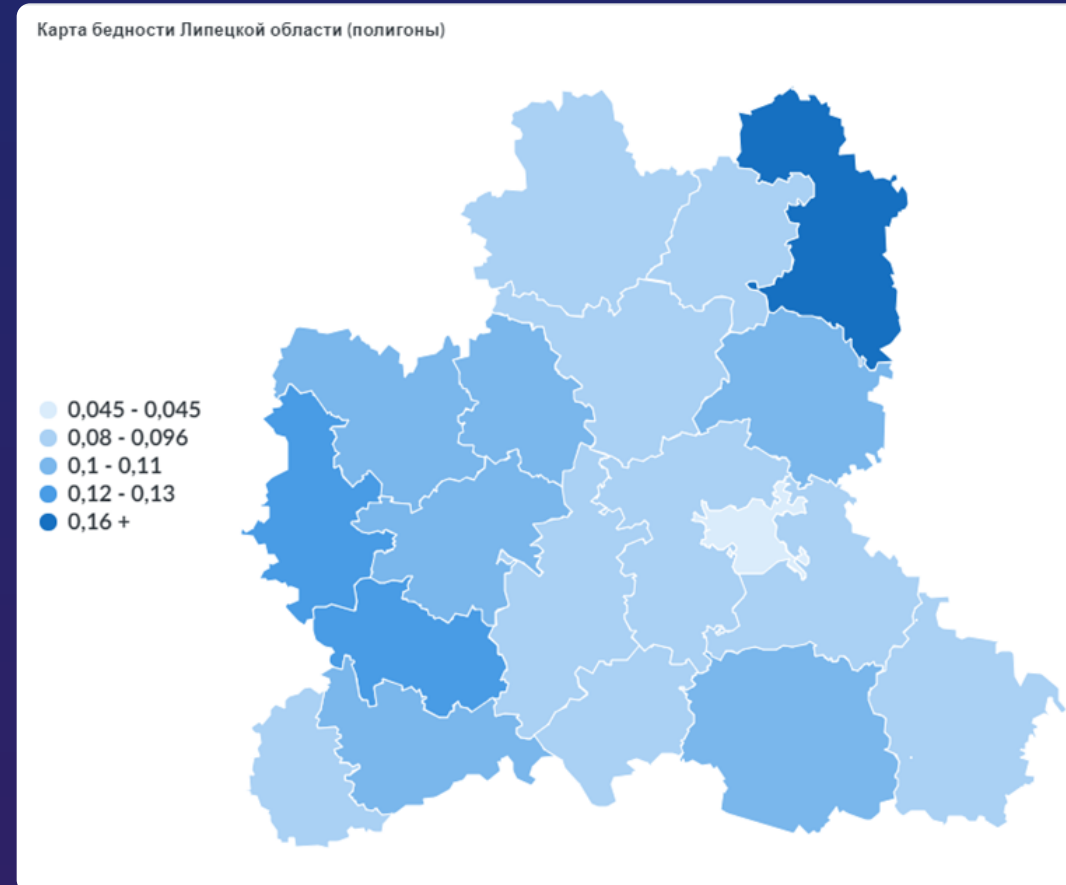 Карта бедности Липецкой области (полигоны)
0,045 - 0,045
0,08 - 0,096
0,1 - 0,11
0,12 - 0,13
0,16 +